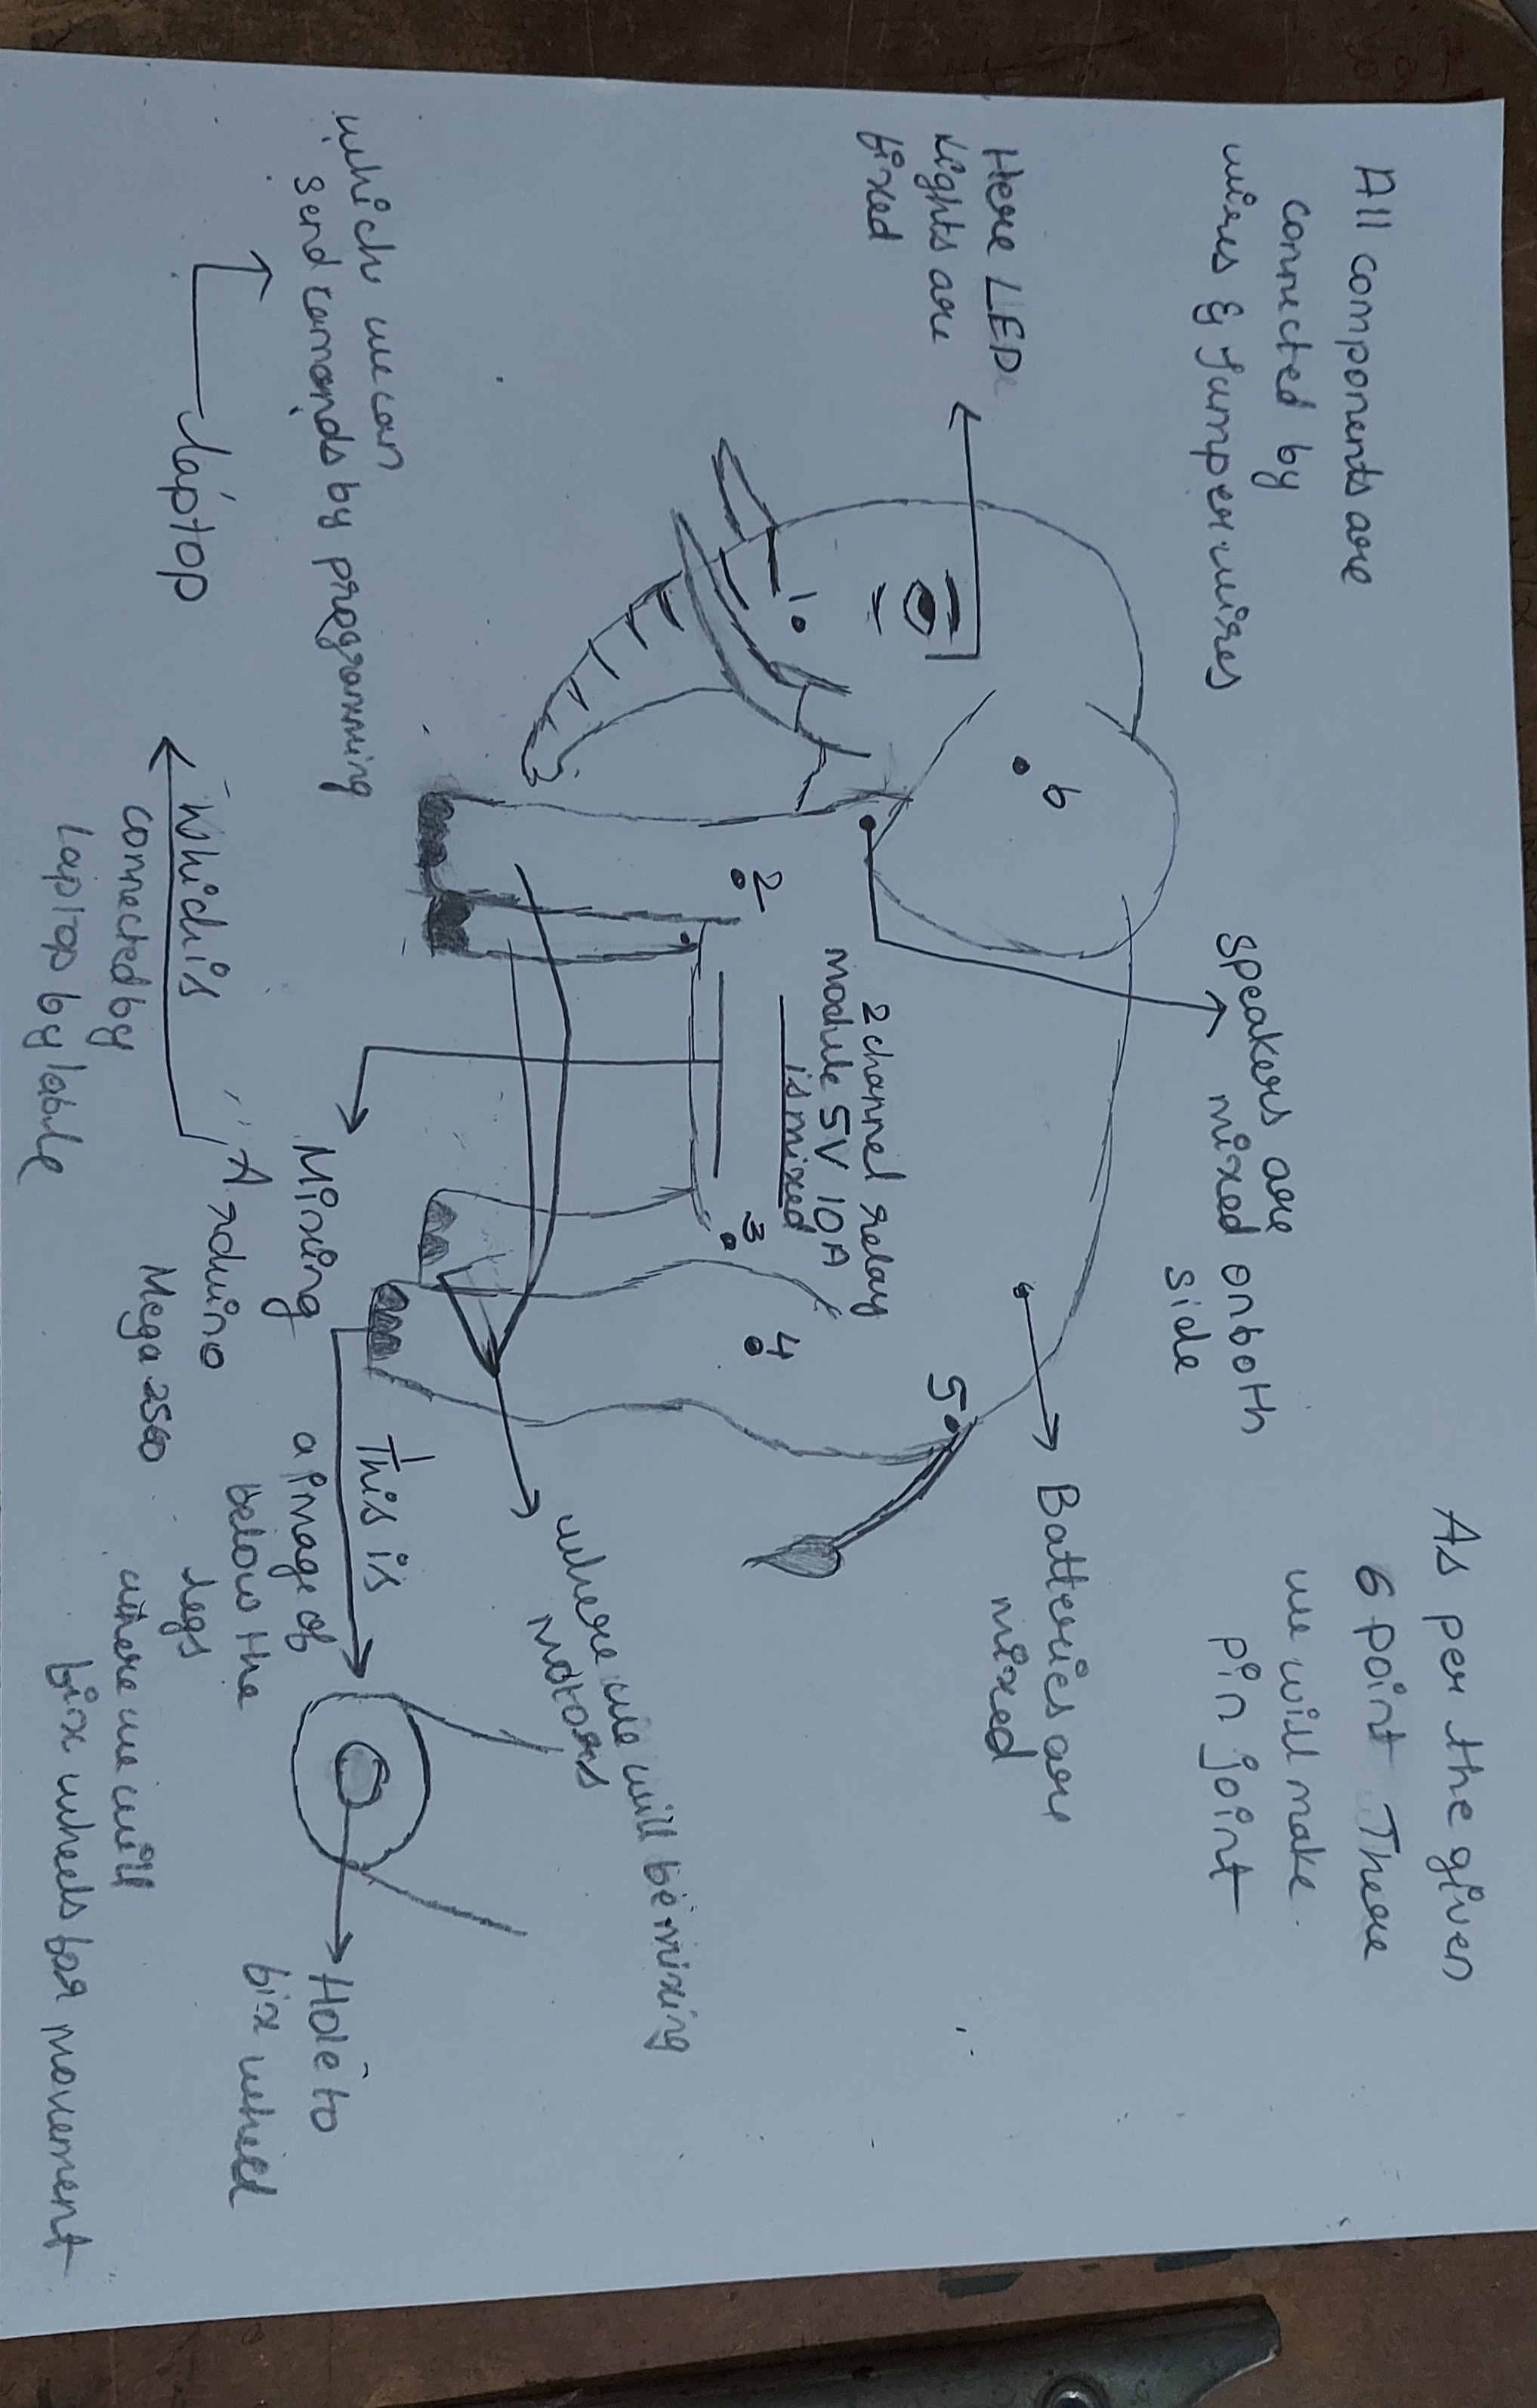 As per the given
6 point There
we will make
pin joint
All components are
connected by
wires & Jumper wires
speakers are
mixed on both
side
6
Batteries are
mixed
Here LED
Lights are
fixed
5
2 channel relay
module 5V 10A
is mixed
1
2
3
4
where we will be mixing
motors
This is
a image of
below the
legs
where we will
fix wheels for movement
Hole to
fix wheel
Mixing
Arduino
Mega 2560
which is
connected by
Laptop by
laptop
which we can
send comands by programming